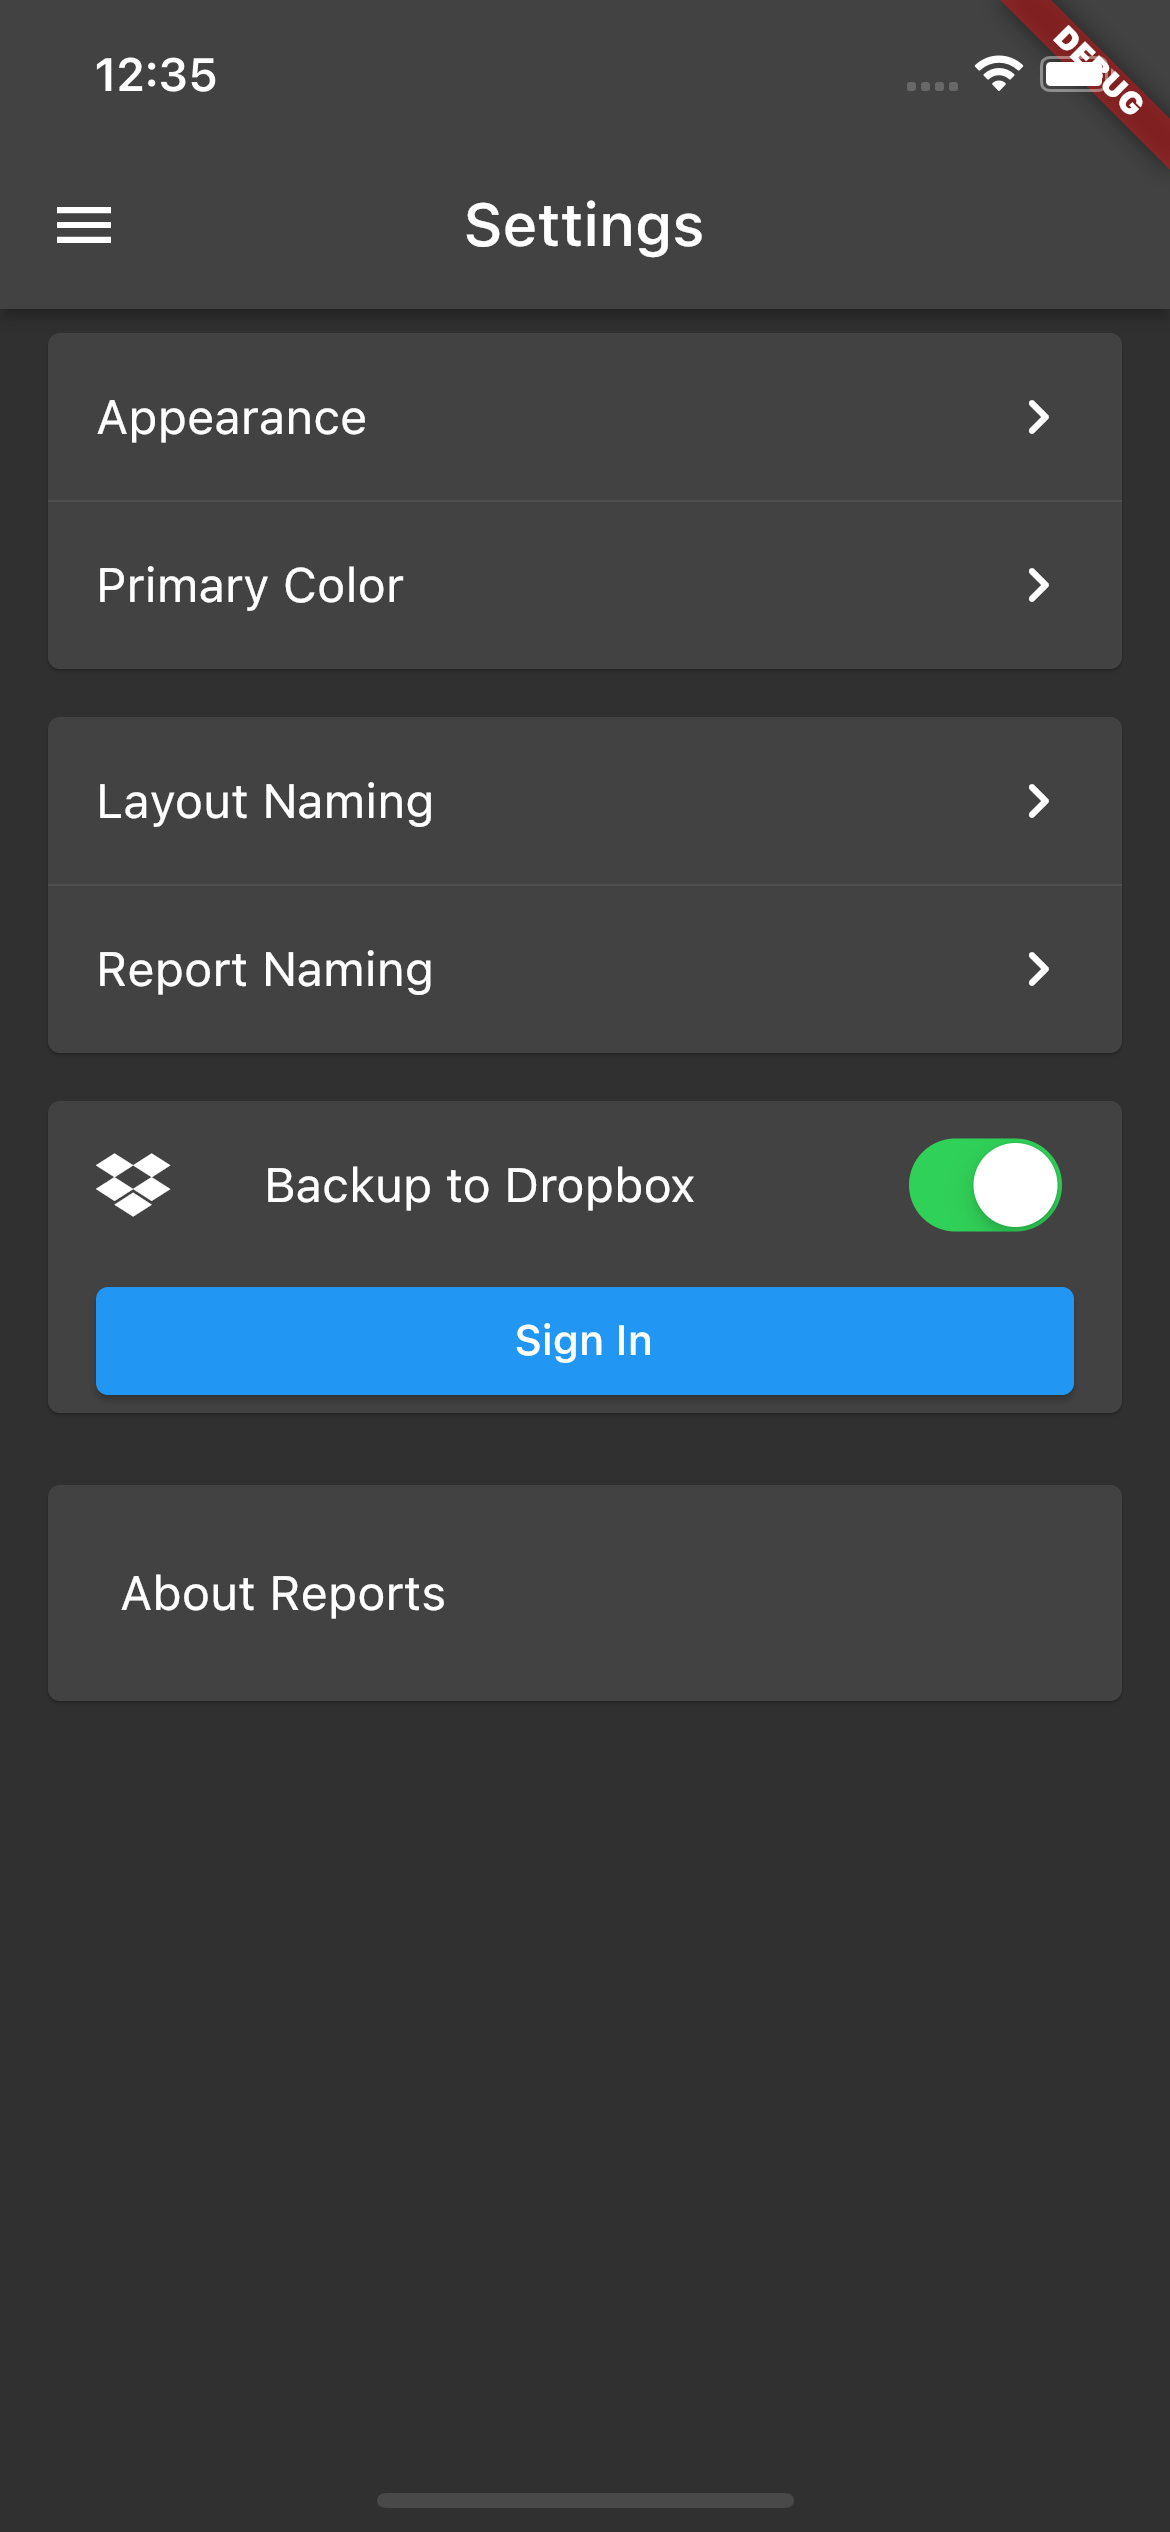 12:35
DEBUG
Settings
Appearance
Primary Color
Layout Naming
Report Naming
Backup to Dropbox
Sign In
About Reports